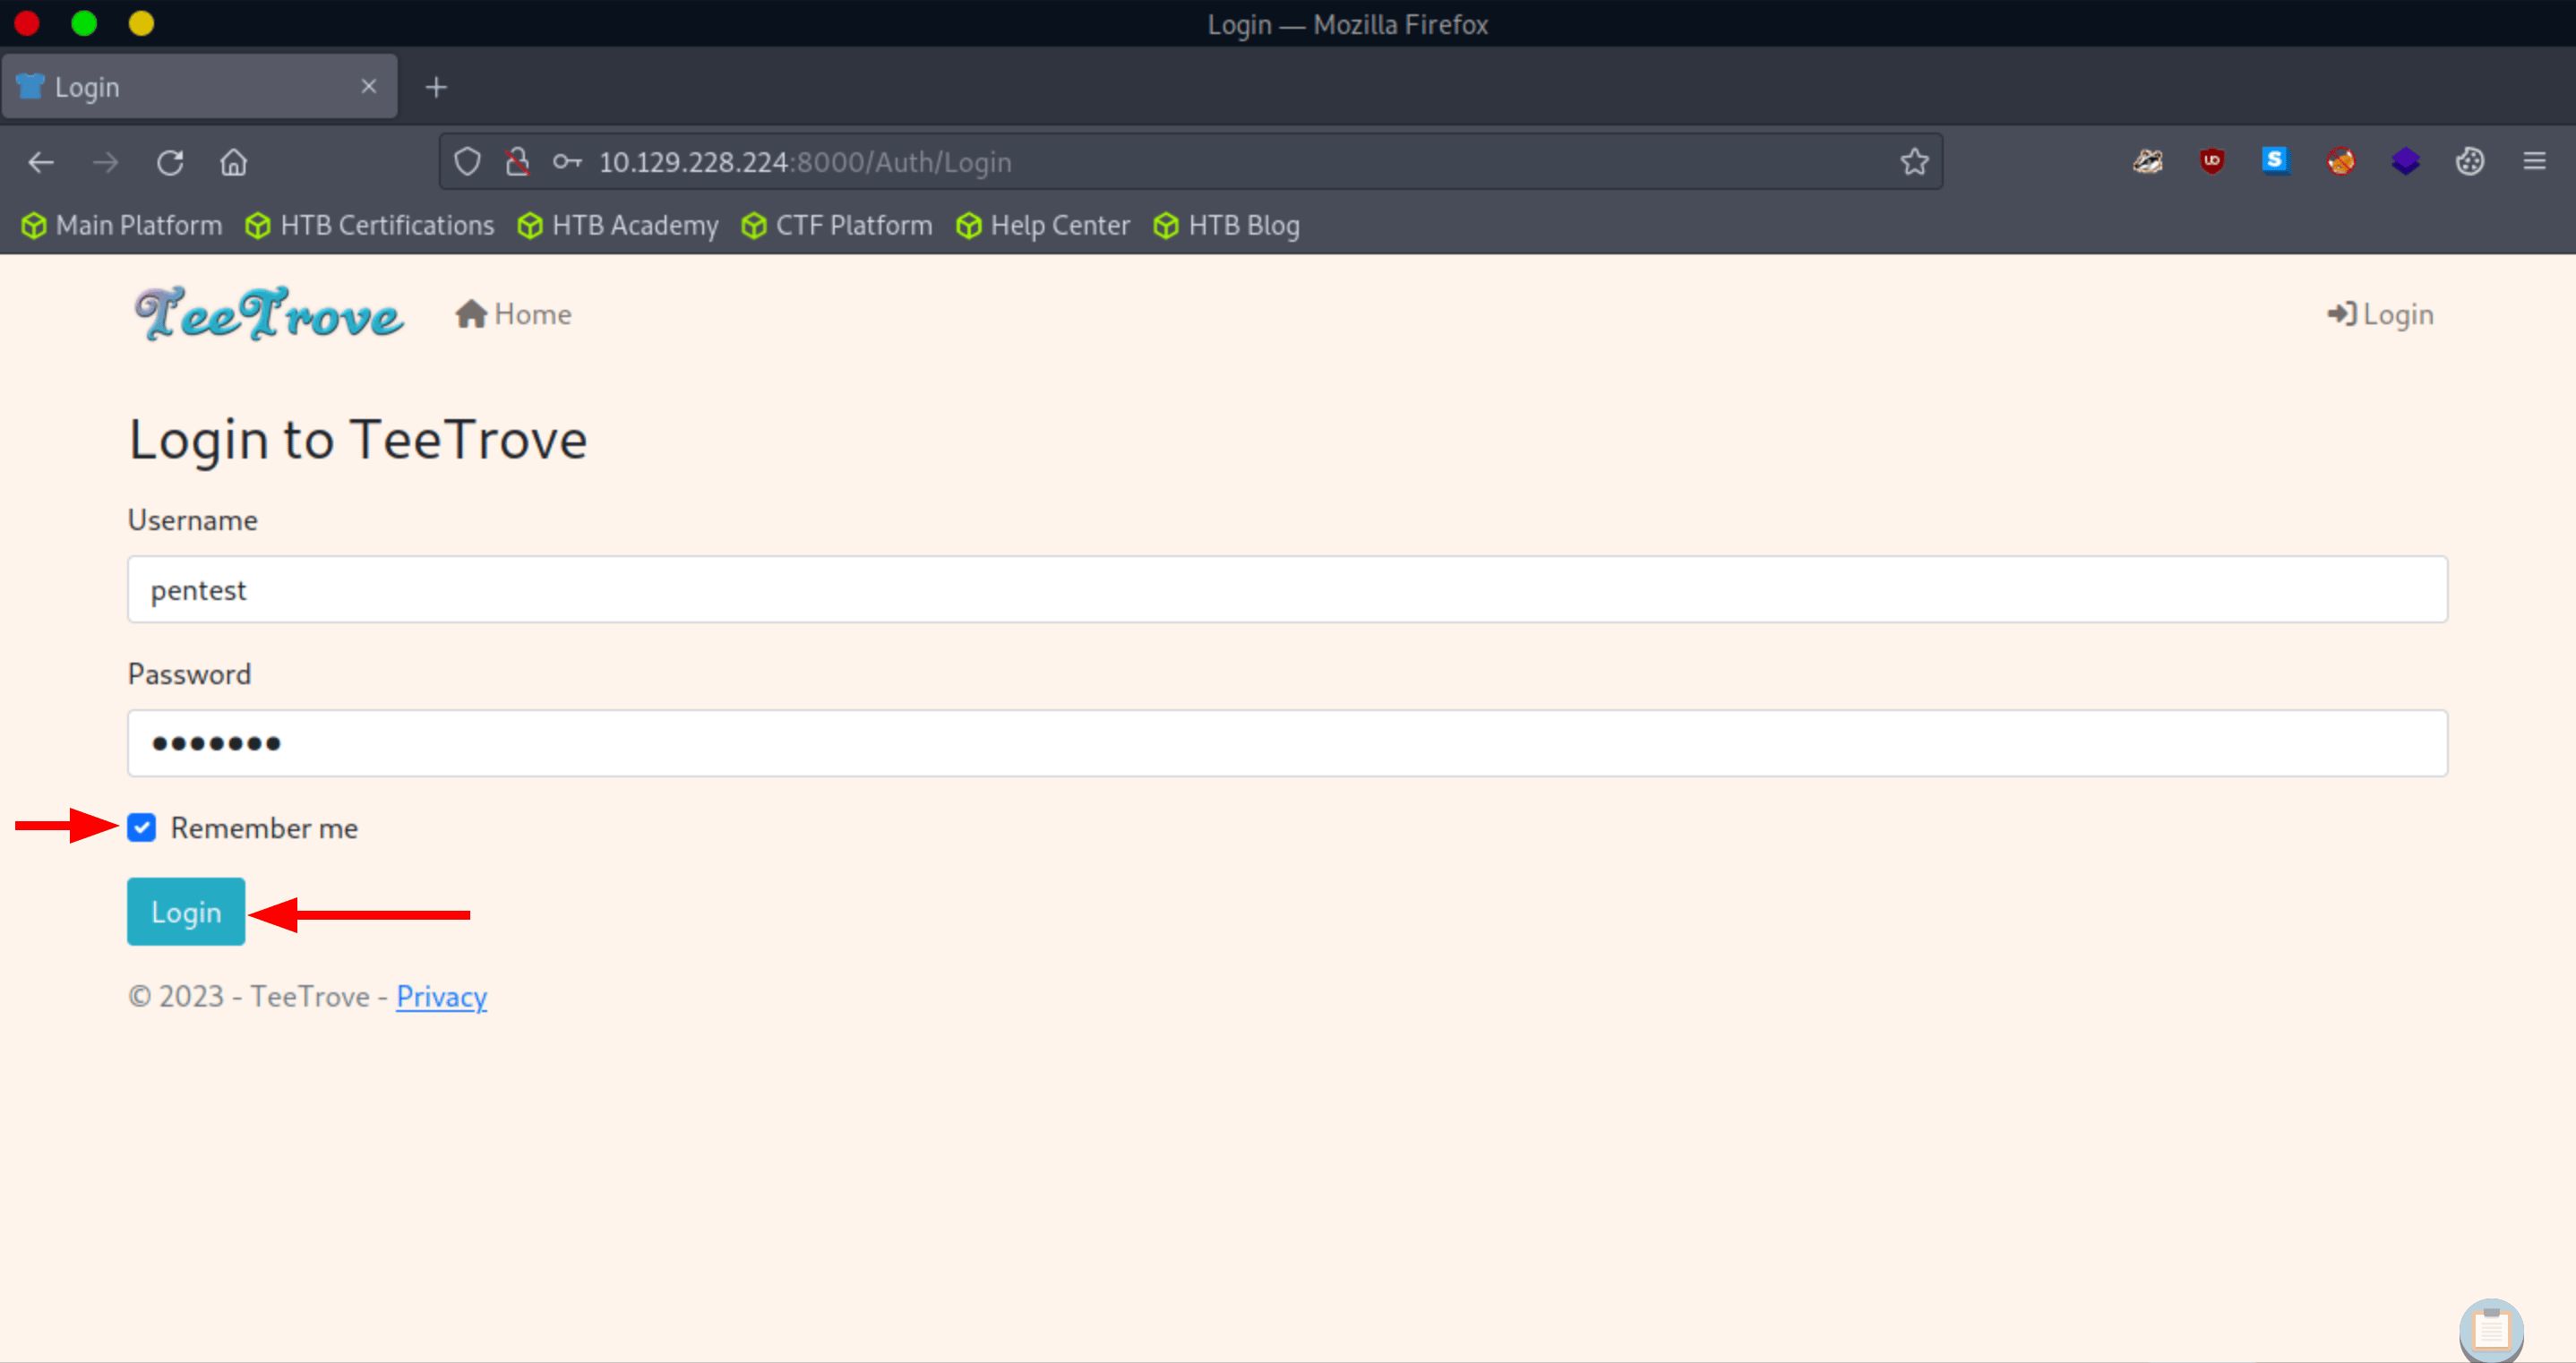 Login — Mozilla Firefox
Login
10.129.228.224:8000/Auth/Login
Main Platform HTB Certifications HTB Academy CTF Platform Help Center HTB Blog
TeeTrove Home Login
Login to TeeTrove
Username
pentest
Password
•••••••
Remember me
Login
© 2023 - TeeTrove - Privacy